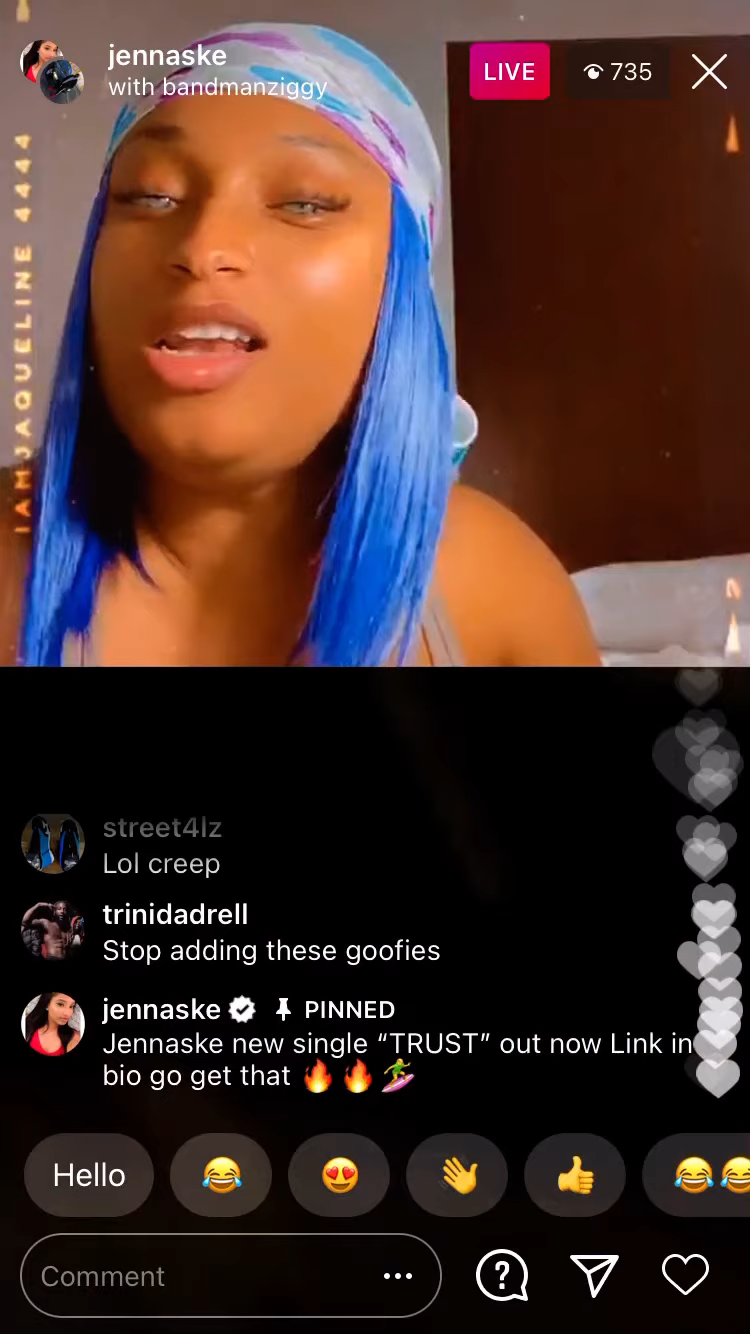 jennaske
with bandmanziggy
LIVE
735
IAMJAQUELINE 4444
street4lz
Lol creep
trinidadrell
Stop adding these goofies
jennaske PINNED
Jennaske new single “TRUST” out now Link in
bio go get that 🔥🔥🏄
Hello 😂 😍 👋 👍 😂😂
Comment